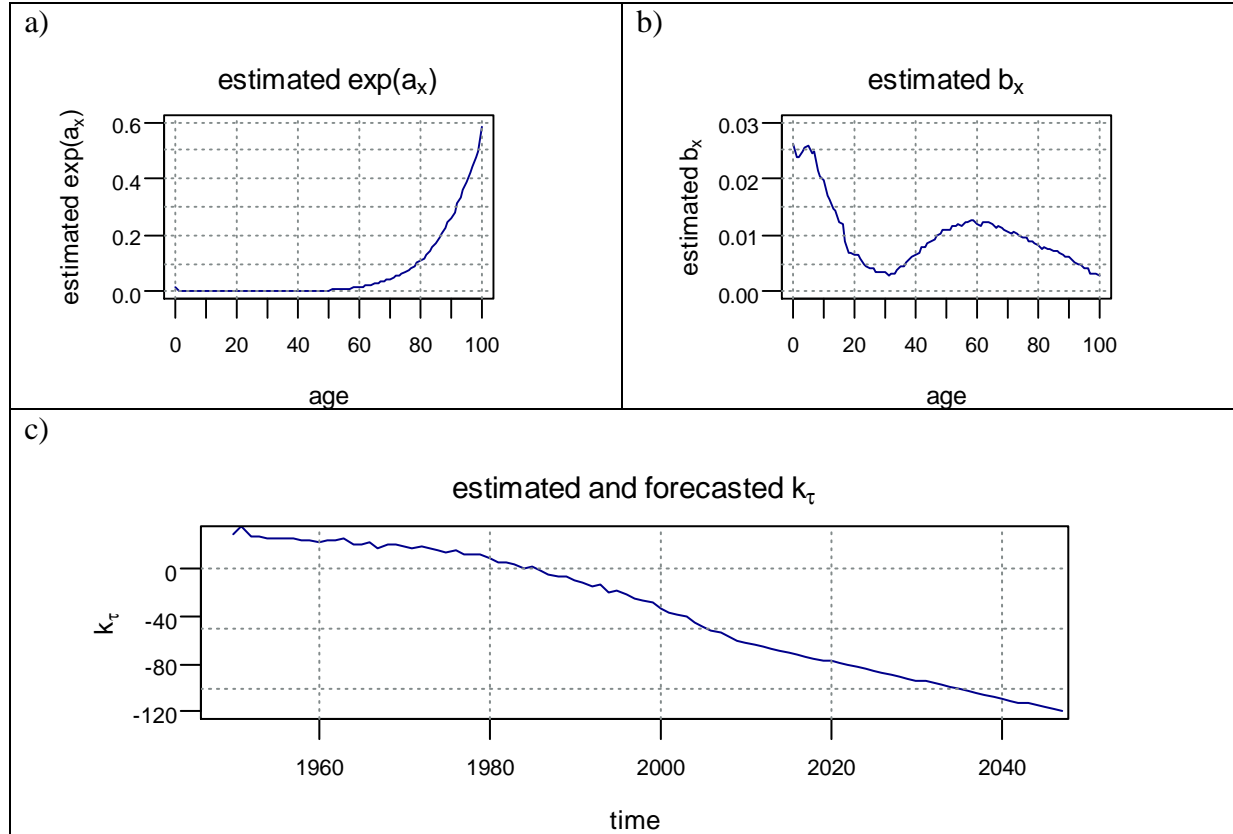 a)
estimated exp(aₓ)
estimated exp(aₓ)
0.6
0.4
0.2
0.0
0 20 40 60 80 100
age
b)
estimated bₓ
estimated bₓ
0.03
0.02
0.01
0.00
0 20 40 60 80 100
age
c)
estimated and forecasted k_τ
k_τ
0
-40
-80
-120
1960 1980 2000 2020 2040
time